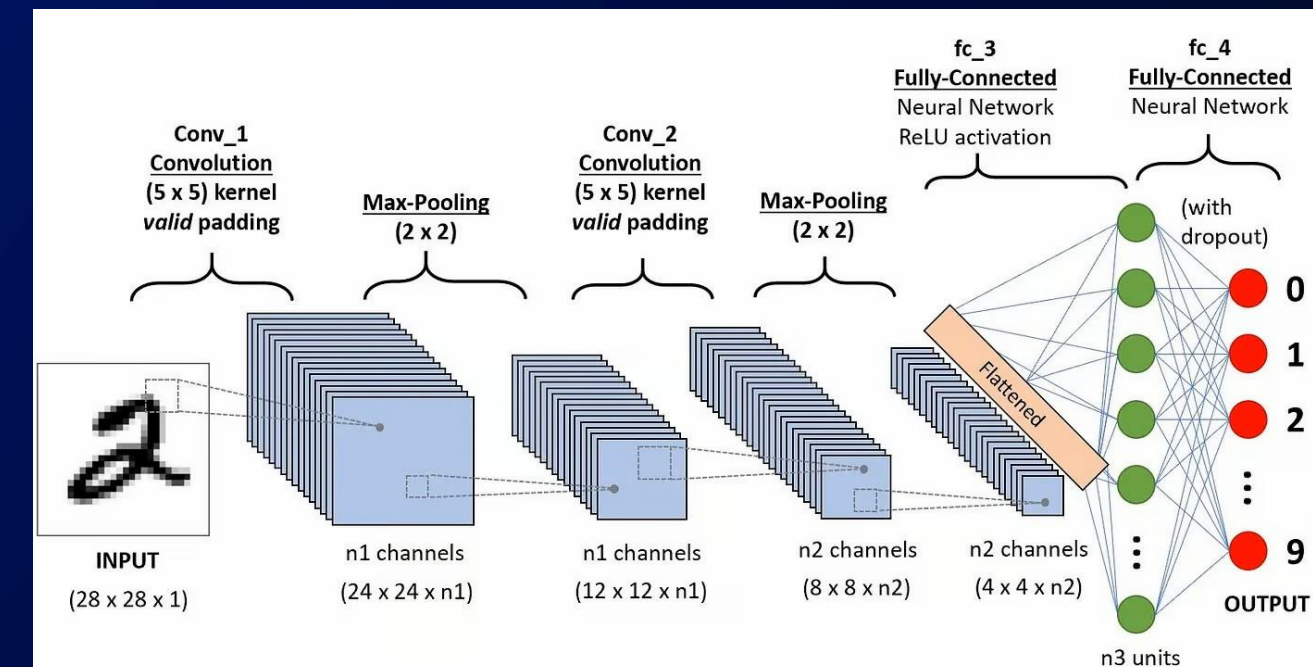 Conv_1
Convolution
(5 x 5) kernel
valid padding
Max-Pooling
(2 x 2)
Conv_2
Convolution
(5 x 5) kernel
valid padding
Max-Pooling
(2 x 2)
fc_3
Fully-Connected
Neural Network
ReLU activation
fc_4
Fully-Connected
Neural Network
(with
dropout)
Flattened
0
1
2
⋮
9
OUTPUT
2
INPUT
(28 x 28 x 1)
n1 channels
(24 x 24 x n1)
n1 channels
(12 x 12 x n1)
n2 channels
(8 x 8 x n2)
n2 channels
(4 x 4 x n2)
⋮
n3 units